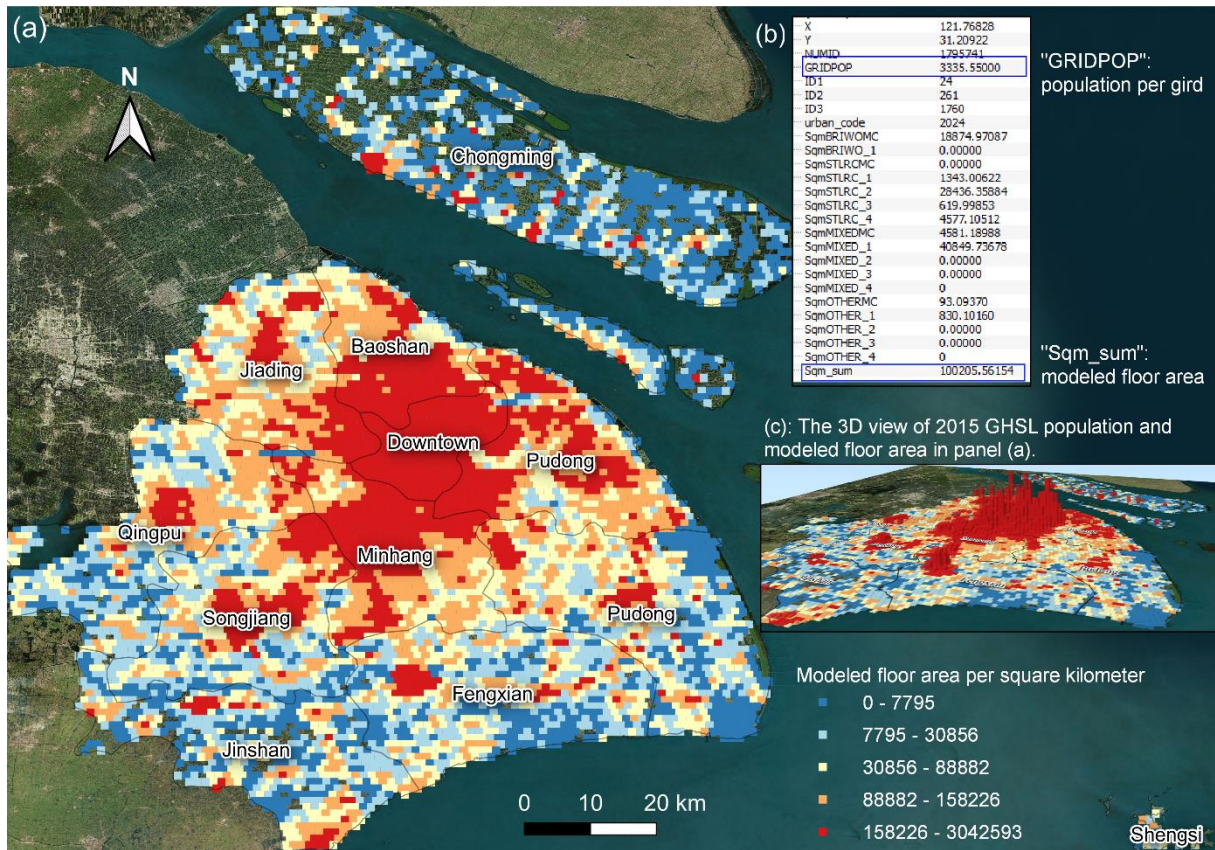 (a)
N
Chongming
Baoshan
Jiading
Downtown
Pudong
Qingpu
Minhang
Songjiang
Pudong
Fengxian
Jinshan
0 10 20 km
(b)
X 121.76828
Y 31.20922
NUMID 1795741
GRIDPOP 3335.55000
ID1 24
ID2 261
ID3 1760
urban_code 2024
SqmBRIWOMC 18874.97087
SqmBRIWO_1 0.00000
SqmSTLRCMC 0.00000
SqmSTLRC_1 1343.00622
SqmSTLRC_2 28436.35884
SqmSTLRC_3 619.99853
SqmSTLRC_4 4577.10512
SqmMIXEDMC 4581.18988
SqmMIXED_1 40849.73678
SqmMIXED_2 0.00000
SqmMIXED_3 0.00000
SqmMIXED_4 0
SqmOTHERMC 93.09370
SqmOTHER_1 830.10160
SqmOTHER_2 0.00000
SqmOTHER_3 0.00000
SqmOTHER_4 0
Sqm_sum 100205.56154
"GRIDPOP":
population per gird
"Sqm_sum":
modeled floor area
(c): The 3D view of 2015 GHSL population and
modeled floor area in panel (a).
Modeled floor area per square kilometer
0 - 7795
7795 - 30856
30856 - 88882
88882 - 158226
158226 - 3042593
Shengsi